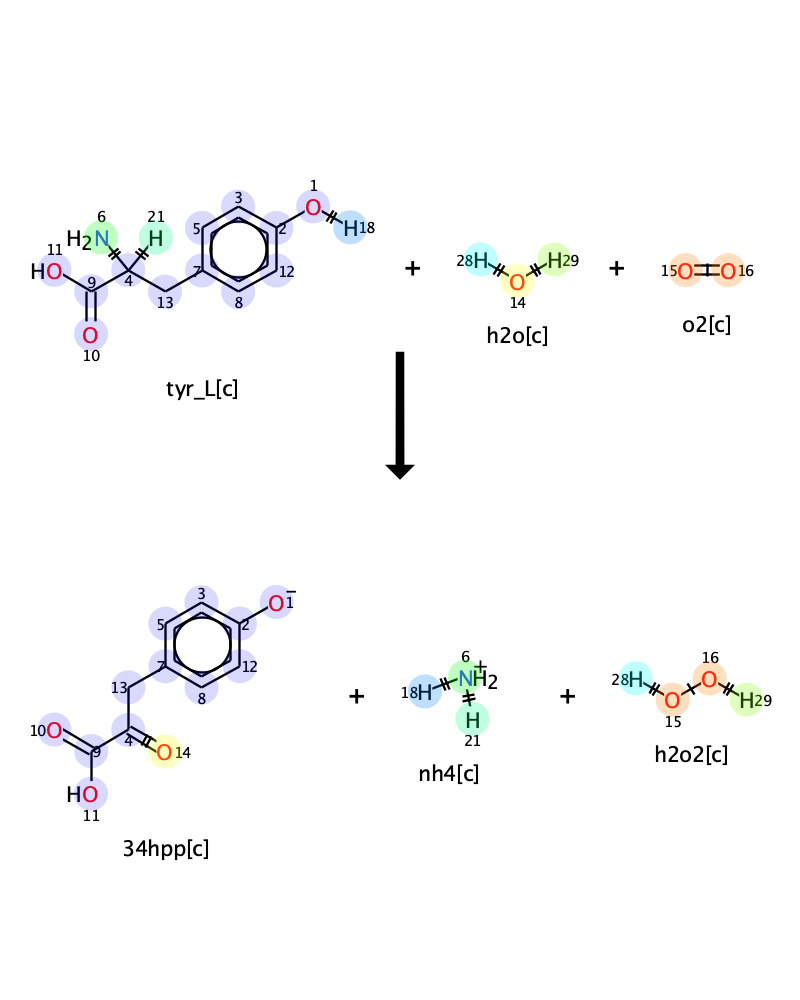 1
3
6 21
H2N H 5 O
11 2 H18
HO 7 12
9 4 28H H29 15O O16
13 8 O
O 14
10
+ +
h2o[c] o2[c]
tyr_L[c]
3 O1−
5 2
7 12 6 + 16
13 8 18H NH2 28H O
10O O H29
4 O14 H 15
9 21
HO
11
+ +
h2o2[c]
nh4[c]
34hpp[c]